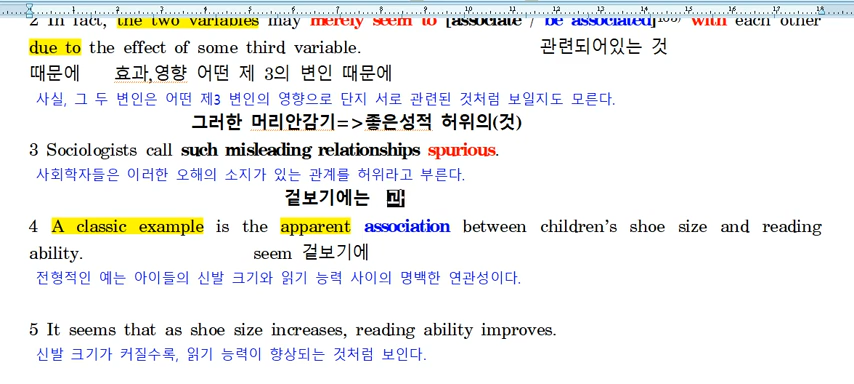 2 In fact, the two variables may merely seem to [associate / be associated] with each other
due to the effect of some third variable. 관련되어있는 것
때문에 효과,영향 어떤 제 3의 변인 때문에
사실, 그 두 변인은 어떤 제3 변인의 영향으로 단지 서로 관련된 것처럼 보일지도 모른다.
그러한 머리안감기=>좋은성적 허위의(것)
3 Sociologists call such misleading relationships spurious.
사회학자들은 이러한 오해의 소지가 있는 관계를 허위라고 부른다.
겉보기에는 과
4 A classic example is the apparent association between children's shoe size and reading
ability. seem 겉보기에
전형적인 예는 아이들의 신발 크기와 읽기 능력 사이의 명백한 연관성이다.
5 It seems that as shoe size increases, reading ability improves.
신발 크기가 커질수록, 읽기 능력이 향상되는 것처럼 보인다.